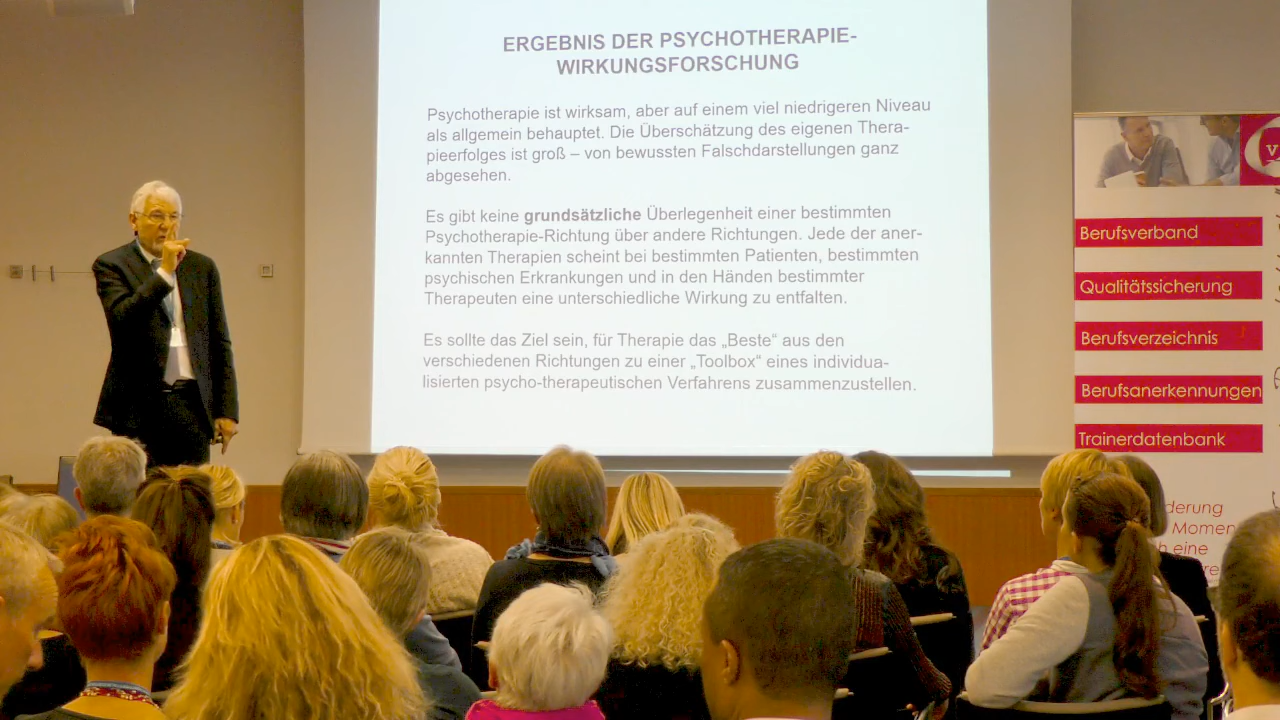 ERGEBNIS DER PSYCHOTHERAPIE-
WIRKUNGSFORSCHUNG
Psychotherapie ist wirksam, aber auf einem viel niedrigeren Niveau
als allgemein behauptet. Die Überschätzung des eigenen Thera-
pieerfolges ist groß – von bewussten Falschdarstellungen ganz
abgesehen.
Es gibt keine grundsätzliche Überlegenheit einer bestimmten
Psychotherapie-Richtung über andere Richtungen. Jede der aner-
kannten Therapien scheint bei bestimmten Patienten, bestimmten
psychischen Erkrankungen und in den Händen bestimmter
Therapeuten eine unterschiedliche Wirkung zu entfalten.
Es sollte das Ziel sein, für Therapie das „Beste“ aus den
verschiedenen Richtungen zu einer „Toolbox“ eines individua-
lisierten psycho-therapeutischen Verfahrens zusammenzustellen.
Berufsverband
Qualitätssicherung
Berufsverzeichnis
Berufsanerkennungen
Trainerdatenbank
derung
Momen
eine